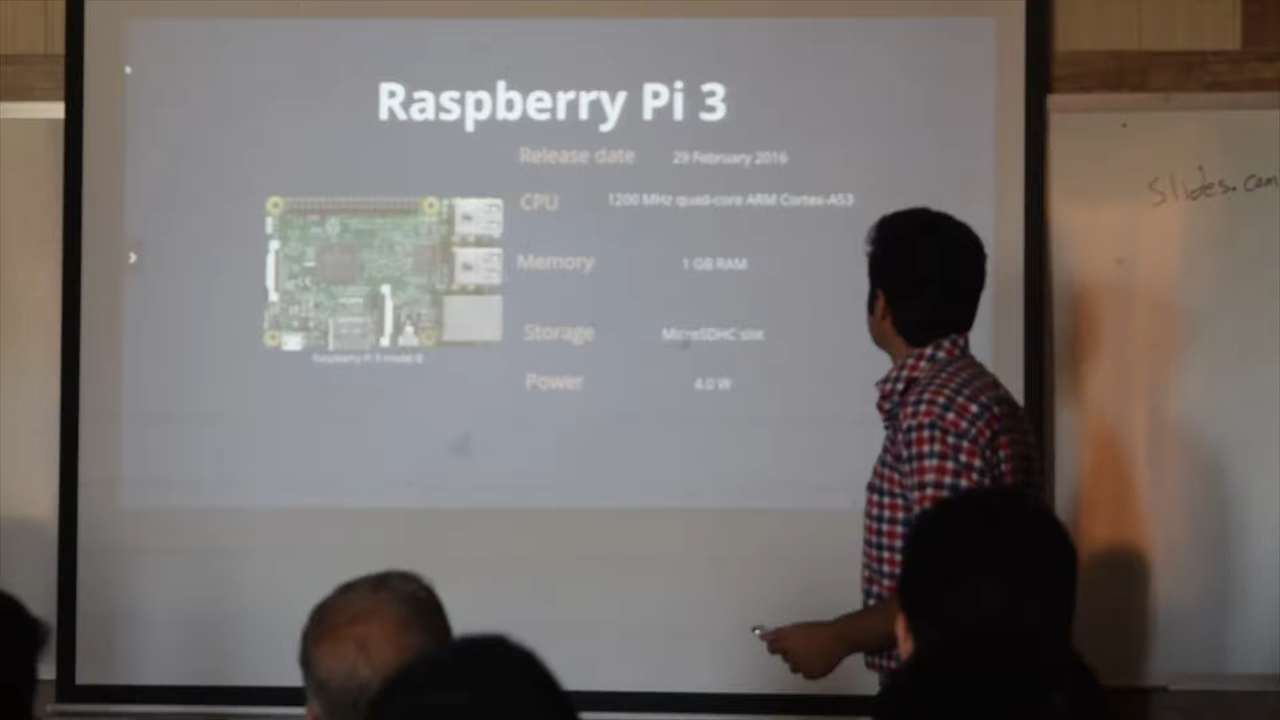 Raspberry Pi 3
Release date 29 February 2016
CPU 1200 MHz quad-core ARM Cortex-A53
Memory 1 GB RAM
Storage MicroSDHC slot
Power 4.0 W
Raspberry Pi 3 model B
Slides.com